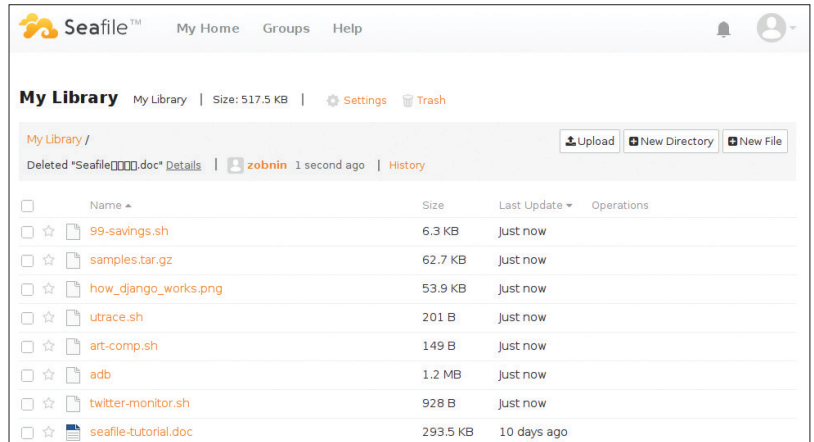 Seafile™ My Home Groups Help
My Library My Library | Size: 517.5 KB | Settings Trash
My Library / Upload New Directory New File
Deleted "Seafile□□□□.doc" Details | zobnin 1 second ago | History
Name Size Last Update Operations
99-savings.sh 6.3 KB Just now
samples.tar.gz 62.7 KB Just now
how_django_works.png 53.9 KB Just now
utrace.sh 201 B Just now
art-comp.sh 149 B Just now
adb 1.2 MB Just now
twitter-monitor.sh 928 B Just now
seafile-tutorial.doc 293.5 KB 10 days ago